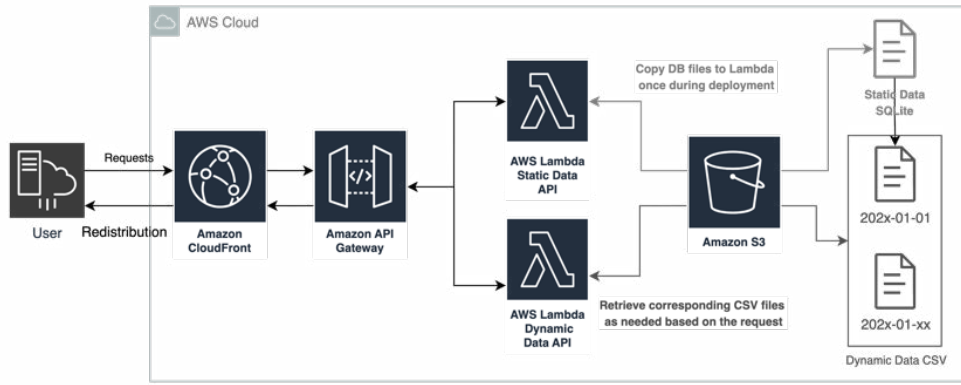 AWS Cloud
Copy DB files to Lambda
once during deployment
Static Data
SQLite
Requests
</>
AWS Lambda
Static Data
API
202x-01-01
User
Redistribution
Amazon
CloudFront
Amazon API
Gateway
Amazon S3
AWS Lambda
Dynamic
Data API
Retrieve corresponding CSV files
as needed based on the request
202x-01-xx
Dynamic Data CSV